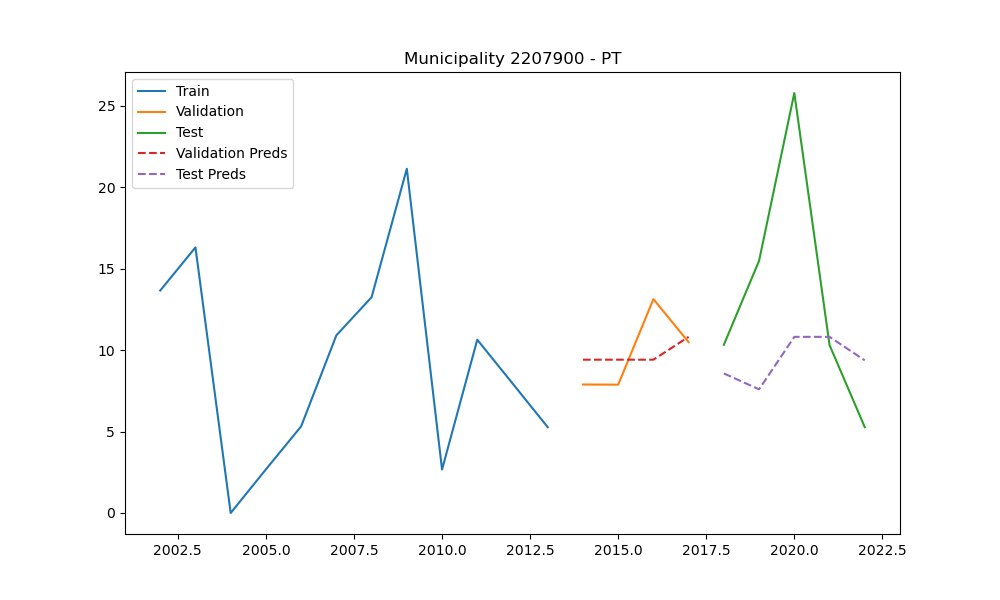 Municipality 2207900 - PT
Train
Validation
Test
Validation Preds
Test Preds
25
20
15
10
5
0
2002.5 2005.0 2007.5 2010.0 2012.5 2015.0 2017.5 2020.0 2022.5